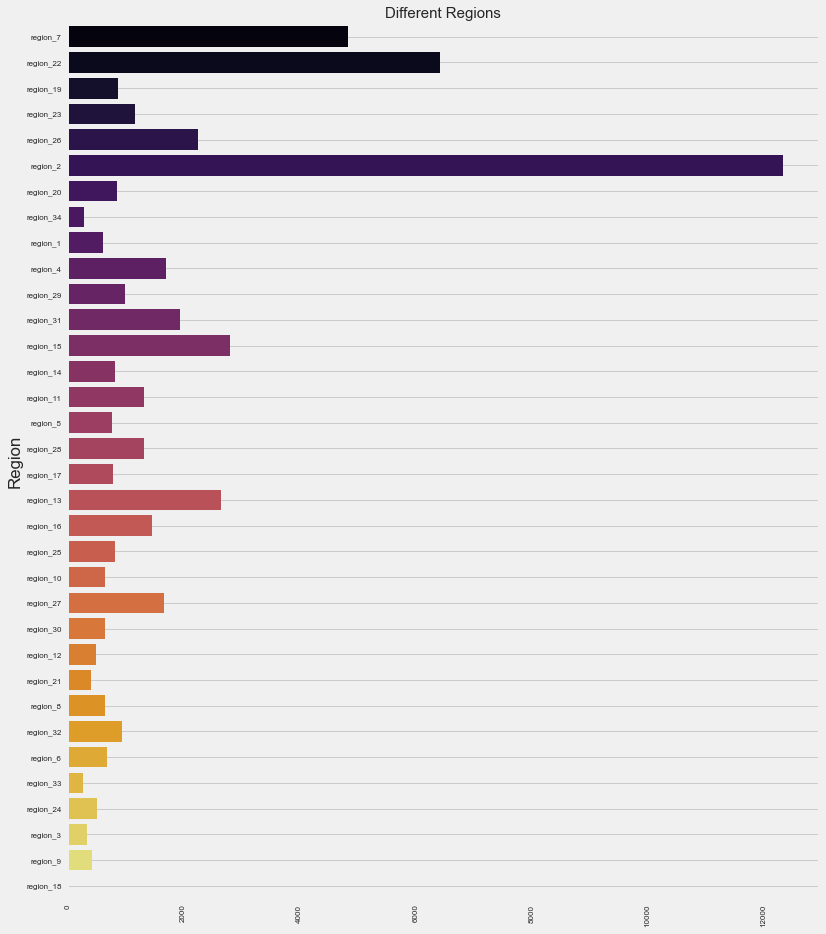 Different Regions
region_7
region_22
region_19
region_23
region_26
region_2
region_20
region_34
region_1
region_4
region_29
region_31
region_15
region_14
region_11
region_5
region_28
region_17
region_13
region_16
region_25
region_10
region_27
region_30
region_12
region_21
region_8
region_32
region_6
region_33
region_24
region_3
region_9
region_18
Region
0
2000
4000
6000
8000
10000
12000